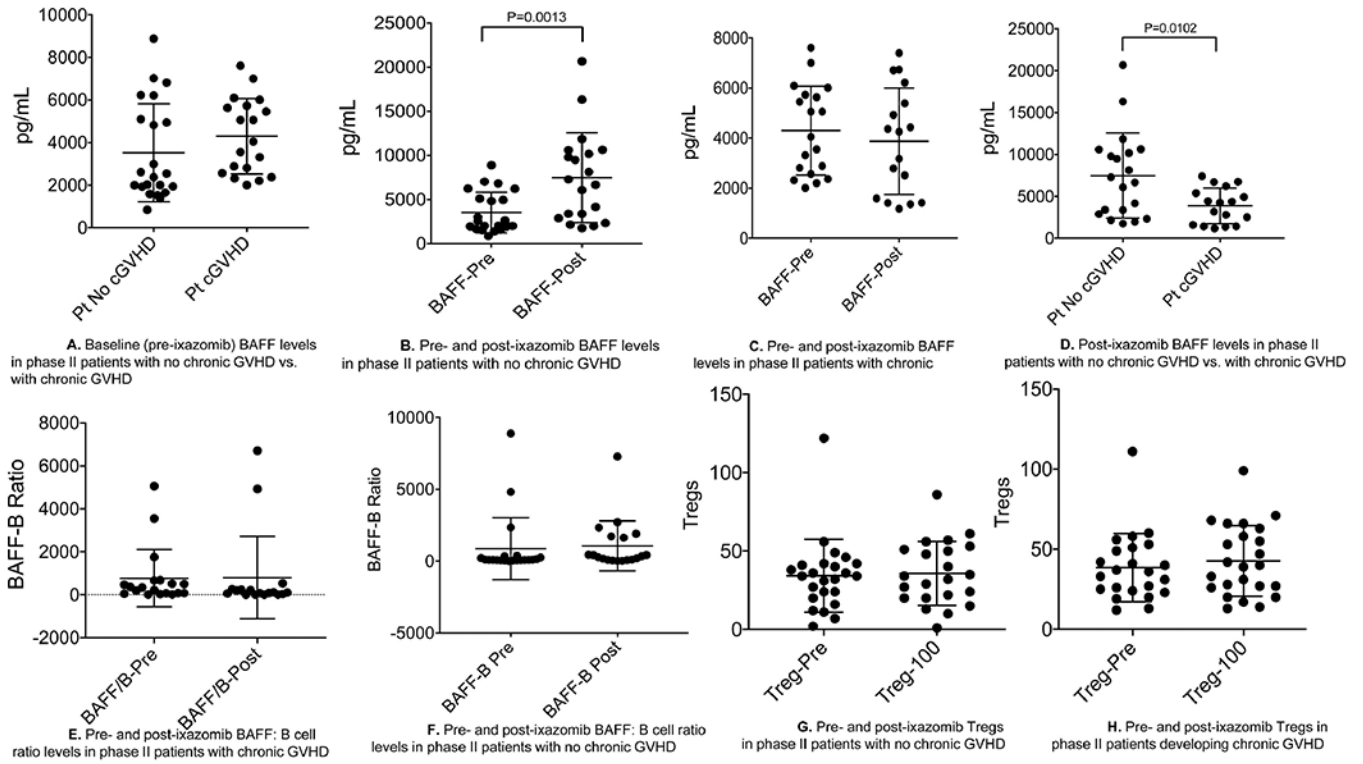 10000
8000
6000
4000
2000
0
pg/mL
Pt No cGVHD
Pt cGVHD
A. Baseline (pre-ixazomib) BAFF levels
in phase II patients with no chronic GVHD vs.
with chronic GVHD
P=0.0013
25000
20000
15000
10000
5000
0
pg/mL
BAFF-Pre
BAFF-Post
B. Pre- and post-ixazomib BAFF levels
in phase II patients with no chronic GVHD
8000
6000
4000
2000
0
pg/mL
BAFF-Pre
BAFF-Post
C. Pre- and post-ixazomib BAFF
levels in phase II patients with chronic
P=0.0102
25000
20000
15000
10000
5000
0
pg/mL
Pt No cGVHD
Pt cGVHD
D. Post-ixazomib BAFF levels in phase II
patients with no chronic GVHD vs. with chronic GVHD
8000
6000
4000
2000
0
-2000
BAFF-B Ratio
BAFF/B-Pre
BAFF/B-Post
E. Pre- and post-ixazomib BAFF: B cell
ratio levels in phase II patients with chronic GVHD
10000
5000
0
-5000
BAFF-B Ratio
BAFF-B Pre
BAFF-B Post
F. Pre- and post-ixazomib BAFF: B cell ratio
levels in phase II patients with no chronic GVHD
150
100
50
0
Tregs
Treg-Pre
Treg-100
G. Pre- and post-ixazomib Tregs
in phase II patients with no chronic GVHD
150
100
50
0
Tregs
Treg-Pre
Treg-100
H. Pre- and post-ixazomib Tregs in
phase II patients developing chronic GVHD